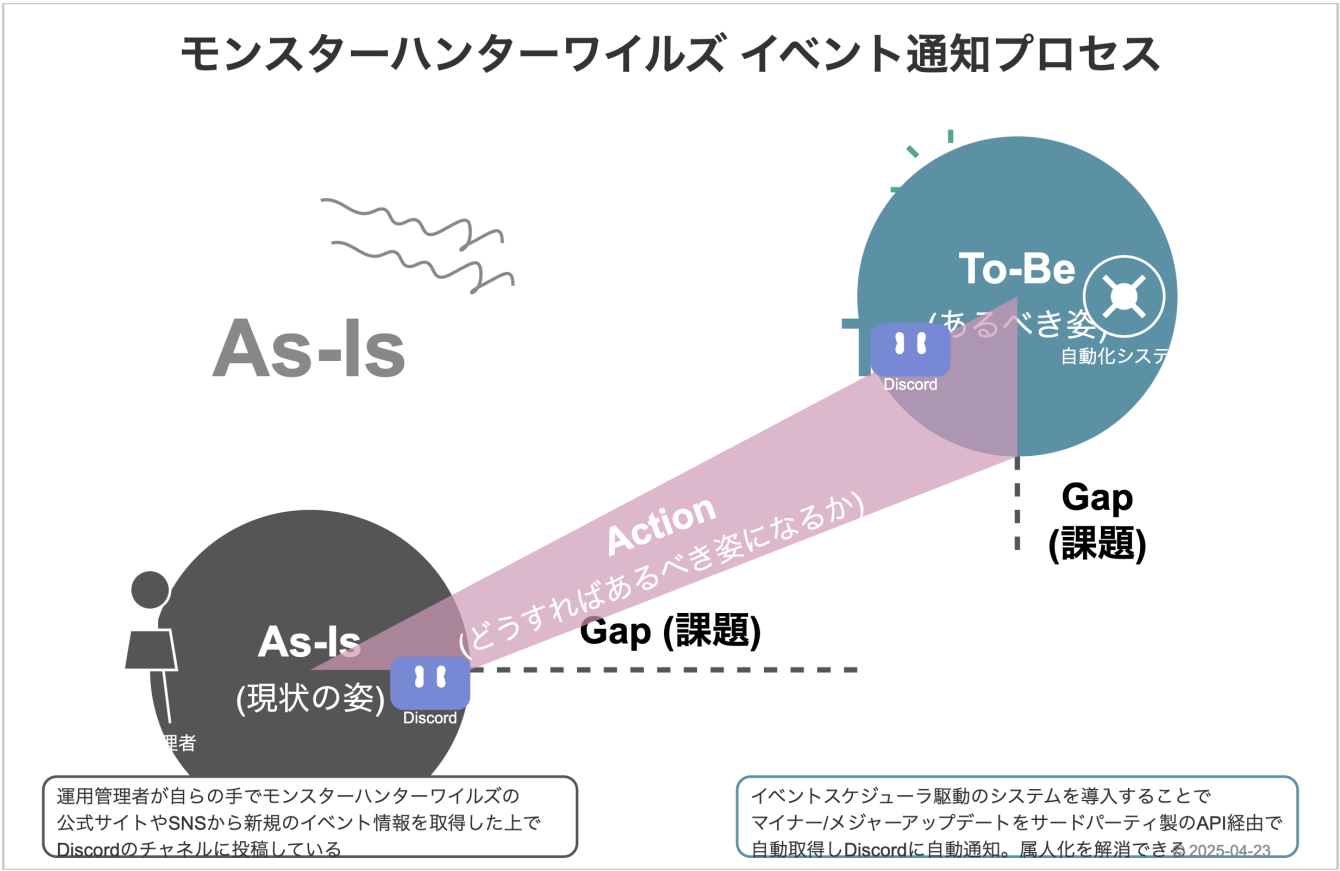 モンスターハンターワイルズ イベント通知プロセス
As-Is
To-Be
(あるべき姿)
自動化システ
Discord
Gap
(課題)
Action
(どうすればあるべき姿になるか)
Gap (課題)
As-Is
(現状の姿)
Discord
理者
運用管理者が自らの手でモンスターハンターワイルズの
公式サイトやSNSから新規のイベント情報を取得した上で
Discordのチャネルに投稿している
イベントスケジューラ駆動のシステムを導入することで
マイナー/メジャーアップデートをサードパーティ製のAPI経由で
自動取得しDiscordに自動通知。属人化を解消できる
2025-04-23